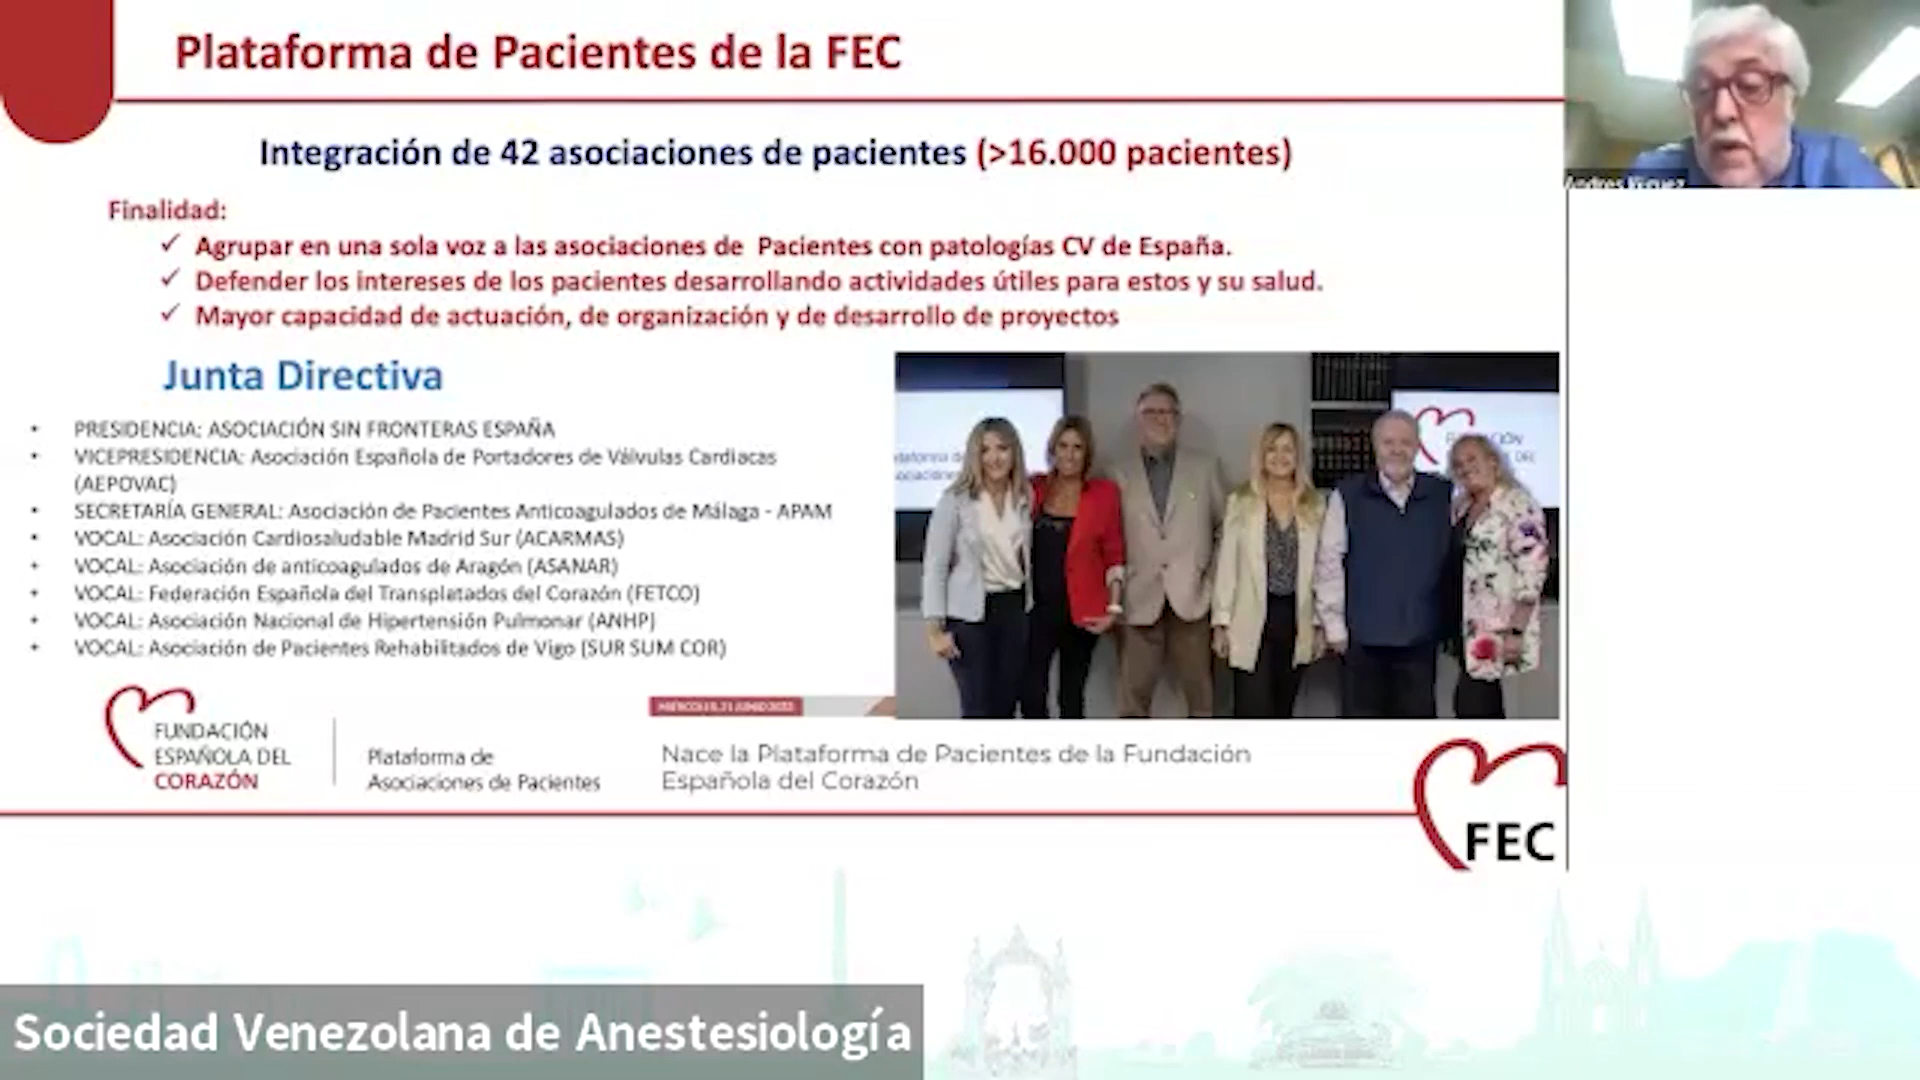 Plataforma de Pacientes de la FEC
Integración de 42 asociaciones de pacientes (>16.000 pacientes)
Finalidad:
✓ Agrupar en una sola voz a las asociaciones de Pacientes con patologías CV de España.
✓ Defender los intereses de los pacientes desarrollando actividades útiles para estos y su salud.
✓ Mayor capacidad de actuación, de organización y de desarrollo de proyectos
Junta Directiva
• PRESIDENCIA: ASOCIACIÓN SIN FRONTERAS ESPAÑA
• VICEPRESIDENCIA: Asociación Española de Portadores de Válvulas Cardiacas
(AEPOVAC)
• SECRETARÍA GENERAL: Asociación de Pacientes Anticoagulados de Málaga - APAM
• VOCAL: Asociación Cardiosaludable Madrid Sur (ACARMAS)
• VOCAL: Asociación de anticoagulados de Aragón (ASANAR)
• VOCAL: Federación Española del Transplatados del Corazón (FETCO)
• VOCAL: Asociación Nacional de Hipertensión Pulmonar (ANHP)
• VOCAL: Asociación de Pacientes Rehabilitados de Vigo (SUR SUM COR)
FUNDACIÓN
ESPAÑOLA DEL
CORAZÓN
Plataforma de
Asociaciones de Pacientes
Nace la Plataforma de Pacientes de la Fundación
Española del Corazón
FEC
Sociedad Venezolana de Anestesiología